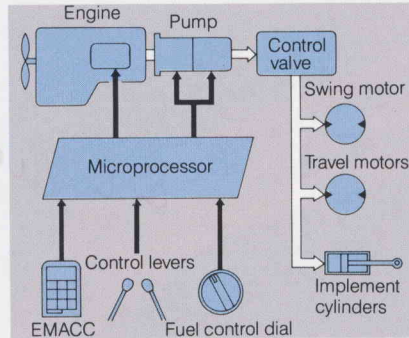 Engine
Pump
Control
valve
Swing motor
Travel motors
Microprocessor
Control levers
Implement
cylinders
EMACC
Fuel control dial